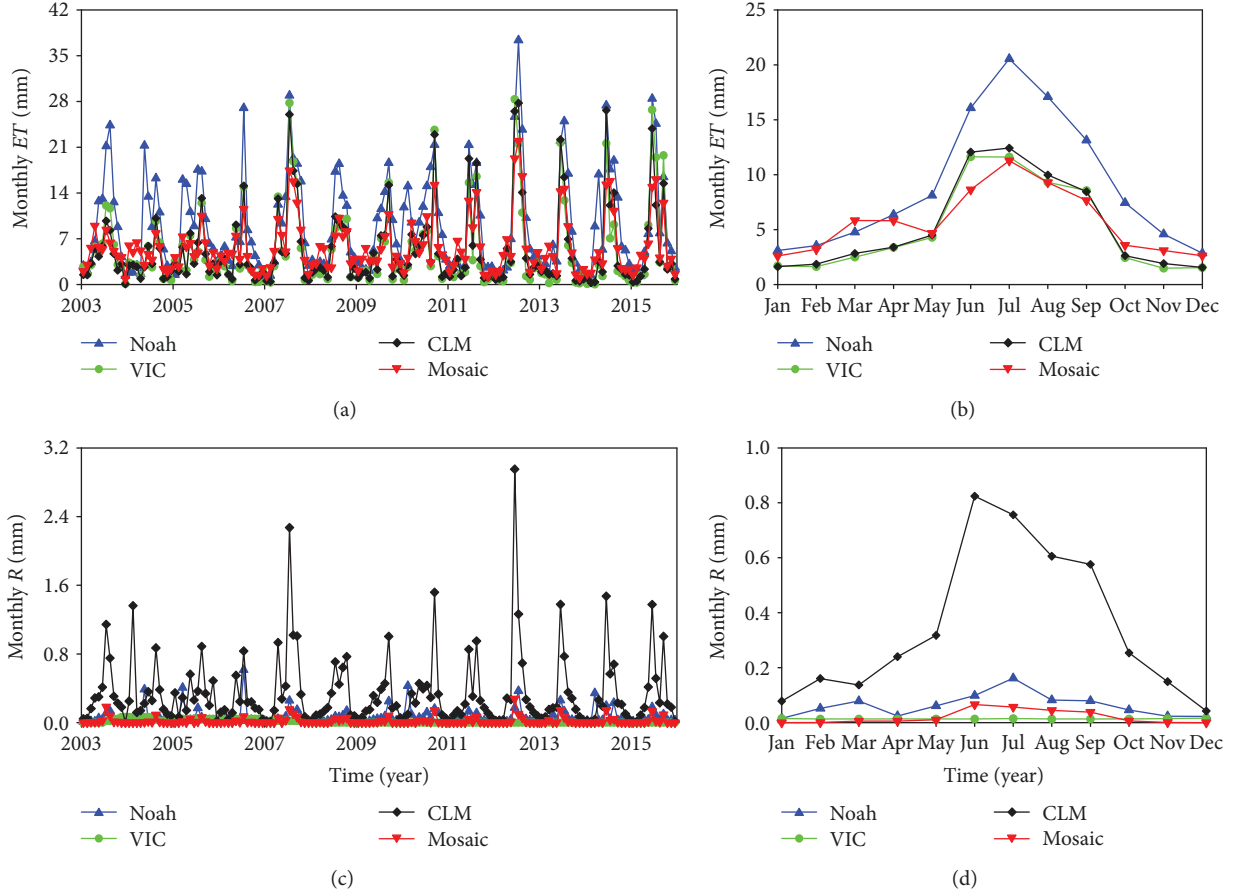 42
35
28
21
14
7
0
Monthly ET (mm)
2003 2005 2007 2009 2011 2013 2015
Noah
CLM
VIC
Mosaic
(a)
25
20
15
10
5
0
Monthly ET (mm)
Jan Feb Mar Apr May Jun Jul Aug Sep Oct Nov Dec
Noah
CLM
VIC
Mosaic
(b)
3.2
2.4
1.6
0.8
0.0
Monthly R (mm)
2003 2005 2007 2009 2011 2013 2015
Time (year)
Noah
CLM
VIC
Mosaic
(c)
1.0
0.8
0.6
0.4
0.2
0.0
Monthly R (mm)
Jan Feb Mar Apr May Jun Jul Aug Sep Oct Nov Dec
Time (year)
Noah
CLM
VIC
Mosaic
(d)